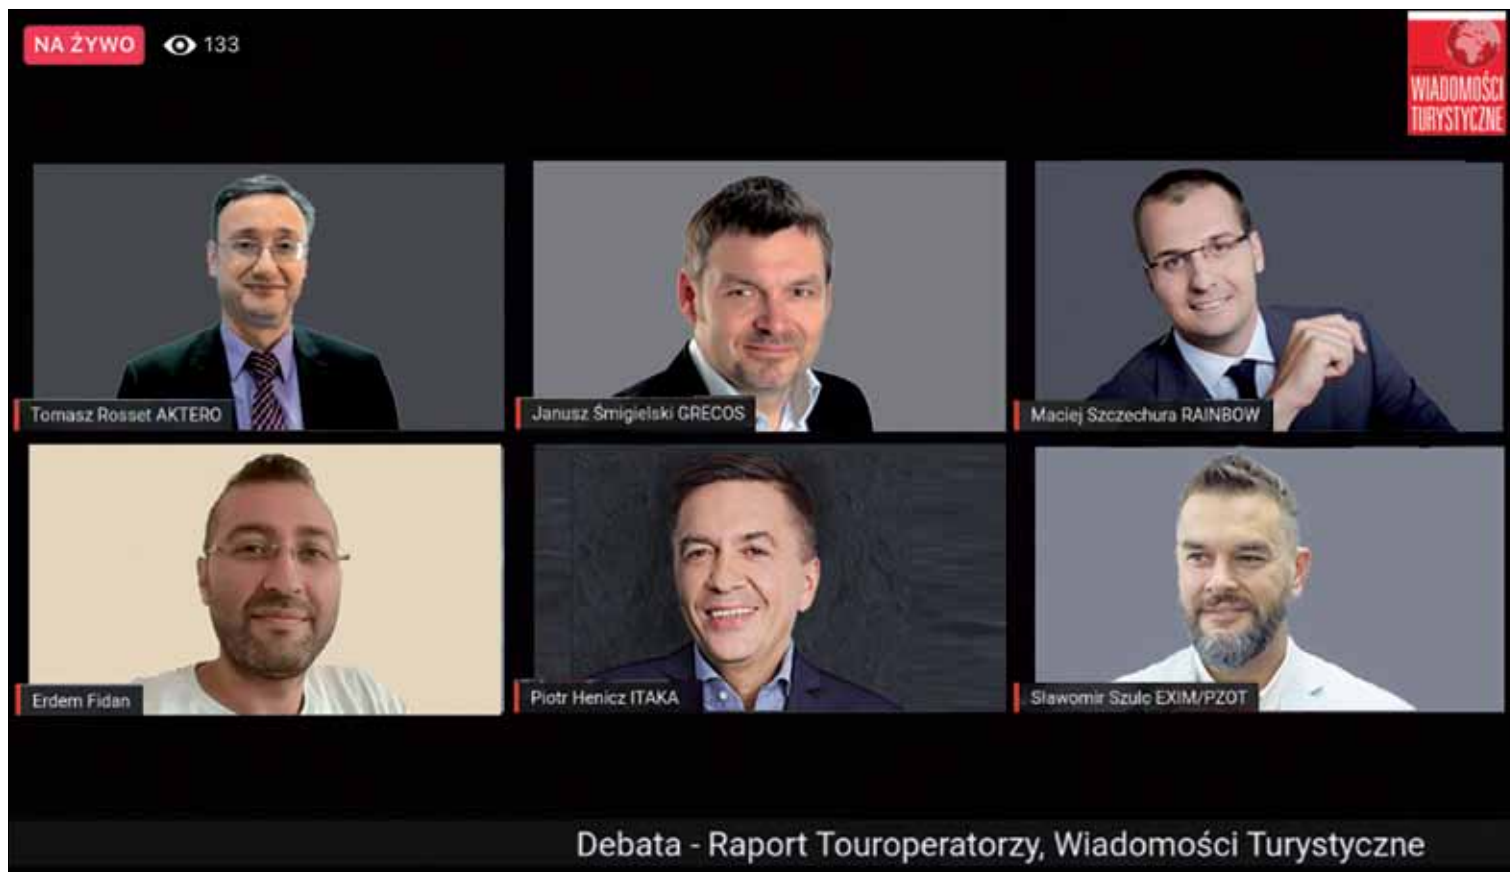 NA ŻYWO 133
WIADOMOŚCI
TURYSTYCZNE
Tomasz Rosset AKTERO
Janusz Śmigielski GRECOS
Maciej Szczechura RAINBOW
Erdem Fidan
Piotr Henicz ITAKA
Sławomir Szulc EXIM/PZOT
Debata - Raport Touroperatorzy, Wiadomości Turystyczne